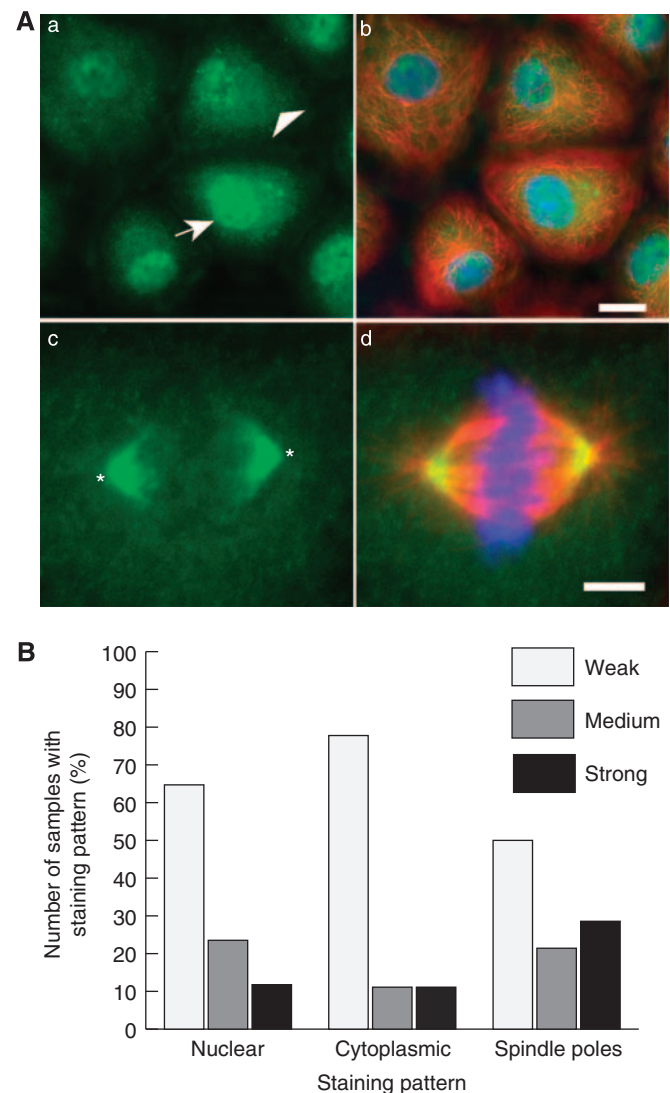 A
a
b
c
d
*
*
B
100
90
80
70
60
50
40
30
20
10
0
Number of samples with
staining pattern (%)
Weak
Medium
Strong
Nuclear
Cytoplasmic
Spindle poles
Staining pattern